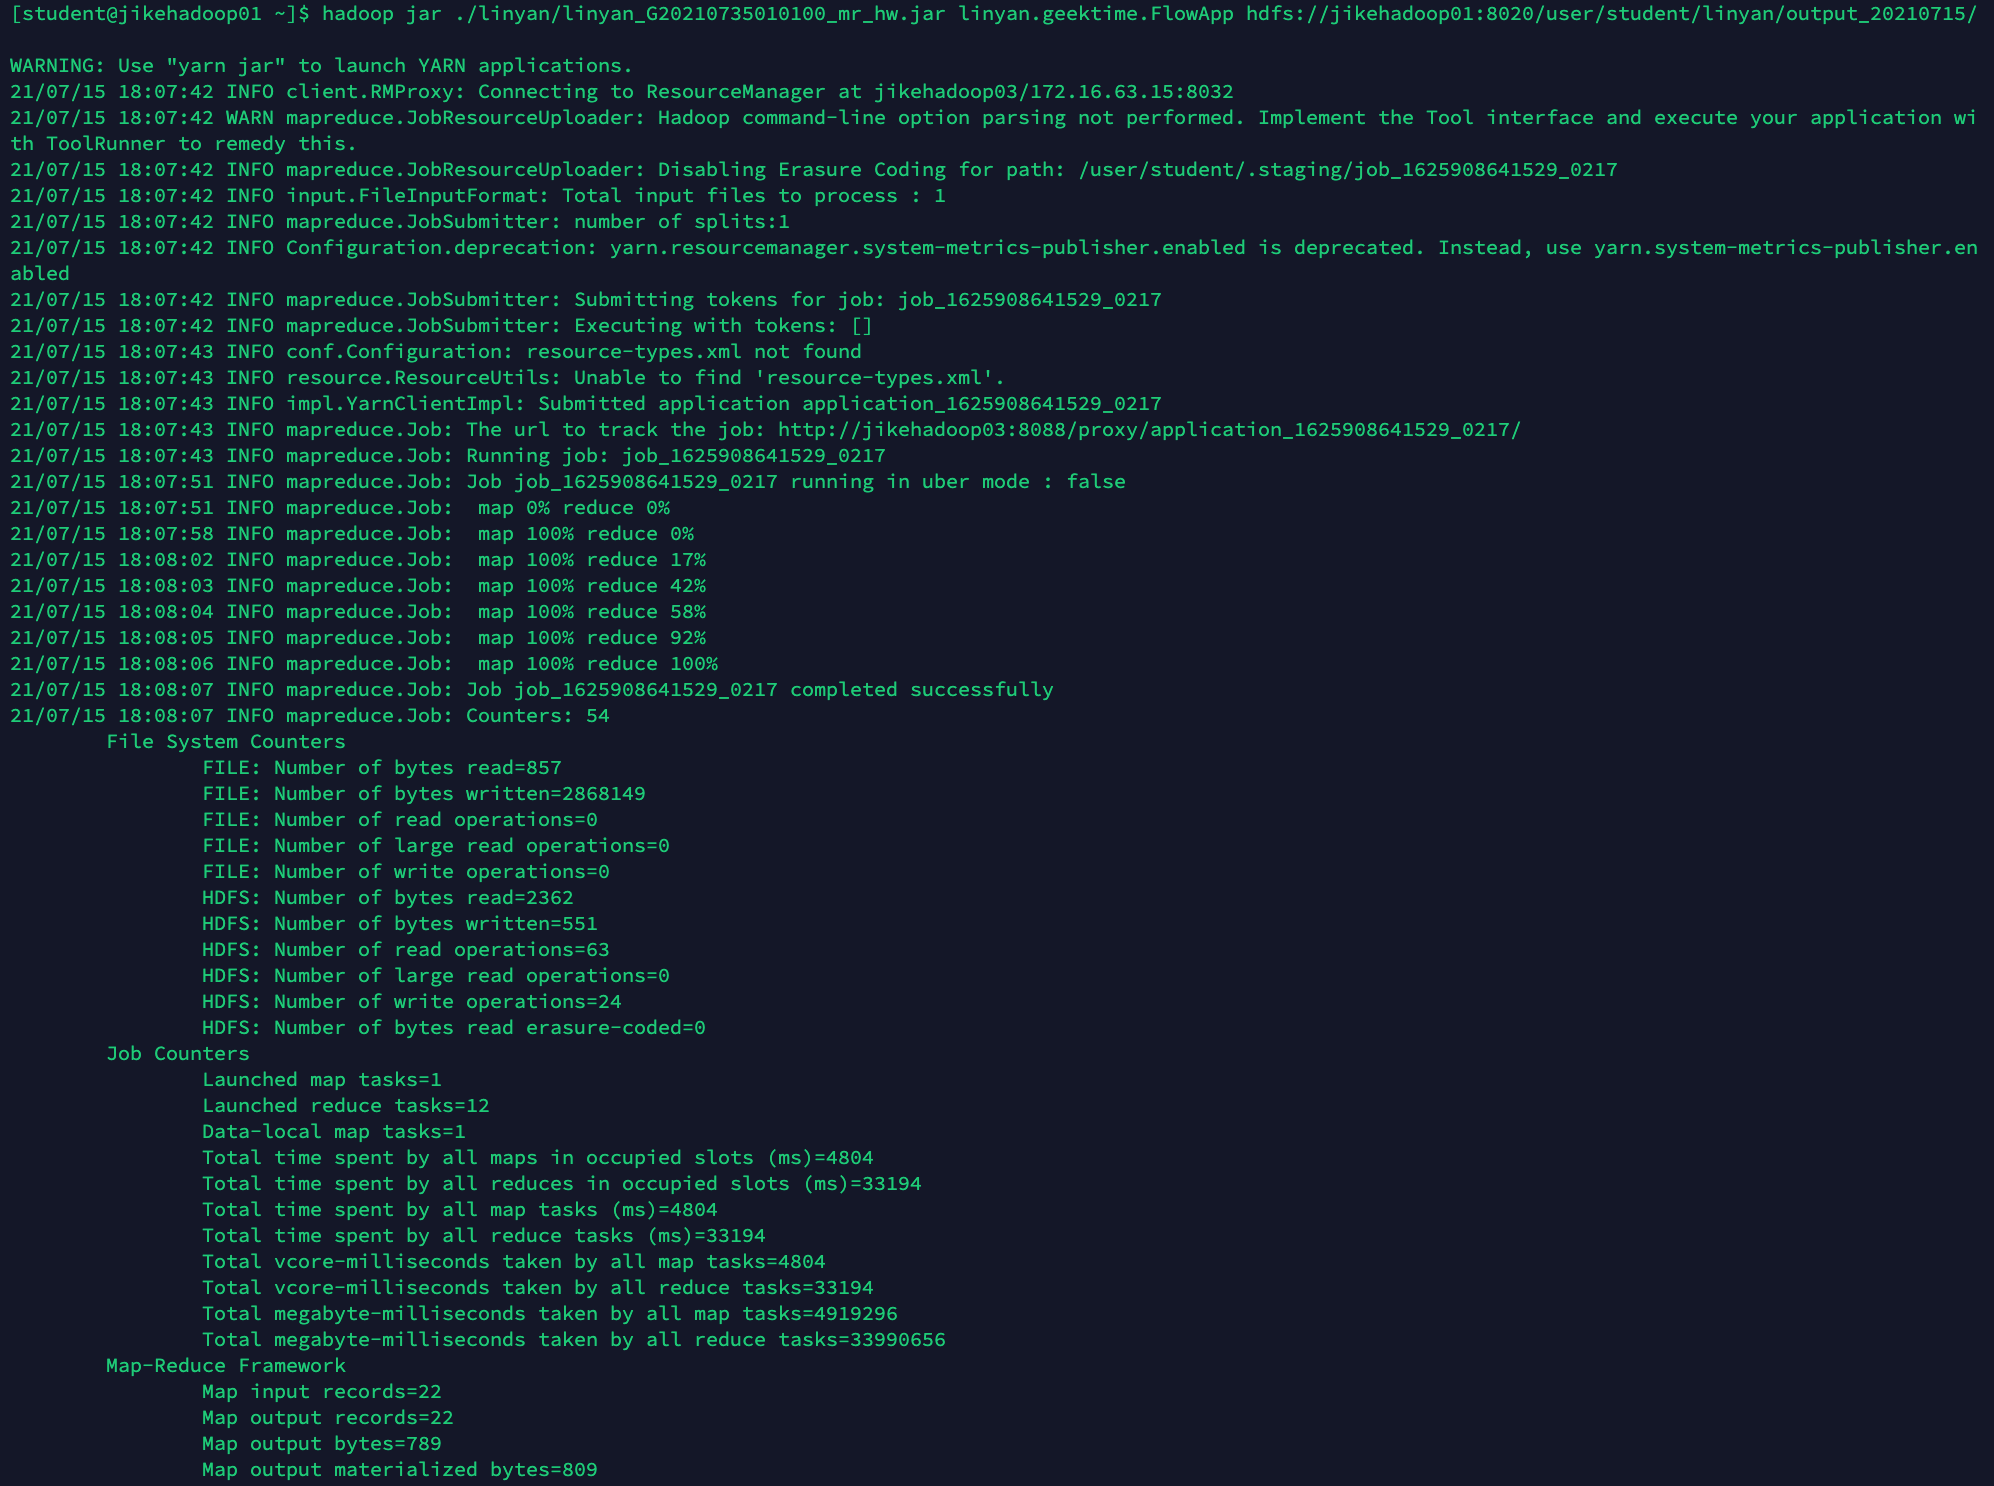 [student@jikehadoop01 ~]$ hadoop jar ./linyan/linyan_G20210735010100_mr_hw.jar linyan.geektime.FlowApp hdfs://jikehadoop01:8020/user/student/linyan/output_20210715/
WARNING: Use "yarn jar" to launch YARN applications.
21/07/15 18:07:42 INFO client.RMProxy: Connecting to ResourceManager at jikehadoop03/172.16.63.15:8032
21/07/15 18:07:42 WARN mapreduce.JobResourceUploader: Hadoop command-line option parsing not performed. Implement the Tool interface and execute your application wi
th ToolRunner to remedy this.
21/07/15 18:07:42 INFO mapreduce.JobResourceUploader: Disabling Erasure Coding for path: /user/student/.staging/job_1625908641529_0217
21/07/15 18:07:42 INFO input.FileInputFormat: Total input files to process : 1
21/07/15 18:07:42 INFO mapreduce.JobSubmitter: number of splits:1
21/07/15 18:07:42 INFO Configuration.deprecation: yarn.resourcemanager.system-metrics-publisher.enabled is deprecated. Instead, use yarn.system-metrics-publisher.en
abled
21/07/15 18:07:42 INFO mapreduce.JobSubmitter: Submitting tokens for job: job_1625908641529_0217
21/07/15 18:07:42 INFO mapreduce.JobSubmitter: Executing with tokens: []
21/07/15 18:07:43 INFO conf.Configuration: resource-types.xml not found
21/07/15 18:07:43 INFO resource.ResourceUtils: Unable to find 'resource-types.xml'.
21/07/15 18:07:43 INFO impl.YarnClientImpl: Submitted application application_1625908641529_0217
21/07/15 18:07:43 INFO mapreduce.Job: The url to track the job: http://jikehadoop03:8088/proxy/application_1625908641529_0217/
21/07/15 18:07:43 INFO mapreduce.Job: Running job: job_1625908641529_0217
21/07/15 18:07:51 INFO mapreduce.Job: Job job_1625908641529_0217 running in uber mode : false
21/07/15 18:07:51 INFO mapreduce.Job:  map 0% reduce 0%
21/07/15 18:07:58 INFO mapreduce.Job:  map 100% reduce 0%
21/07/15 18:08:02 INFO mapreduce.Job:  map 100% reduce 17%
21/07/15 18:08:03 INFO mapreduce.Job:  map 100% reduce 42%
21/07/15 18:08:04 INFO mapreduce.Job:  map 100% reduce 58%
21/07/15 18:08:05 INFO mapreduce.Job:  map 100% reduce 92%
21/07/15 18:08:06 INFO mapreduce.Job:  map 100% reduce 100%
21/07/15 18:08:07 INFO mapreduce.Job: Job job_1625908641529_0217 completed successfully
21/07/15 18:08:07 INFO mapreduce.Job: Counters: 54
File System Counters
FILE: Number of bytes read=857
FILE: Number of bytes written=2868149
FILE: Number of read operations=0
FILE: Number of large read operations=0
FILE: Number of write operations=0
HDFS: Number of bytes read=2362
HDFS: Number of bytes written=551
HDFS: Number of read operations=63
HDFS: Number of large read operations=0
HDFS: Number of write operations=24
HDFS: Number of bytes read erasure-coded=0
Job Counters
Launched map tasks=1
Launched reduce tasks=12
Data-local map tasks=1
Total time spent by all maps in occupied slots (ms)=4804
Total time spent by all reduces in occupied slots (ms)=33194
Total time spent by all map tasks (ms)=4804
Total time spent by all reduce tasks (ms)=33194
Total vcore-milliseconds taken by all map tasks=4804
Total vcore-milliseconds taken by all reduce tasks=33194
Total megabyte-milliseconds taken by all map tasks=4919296
Total megabyte-milliseconds taken by all reduce tasks=33990656
Map-Reduce Framework
Map input records=22
Map output records=22
Map output bytes=789
Map output materialized bytes=809